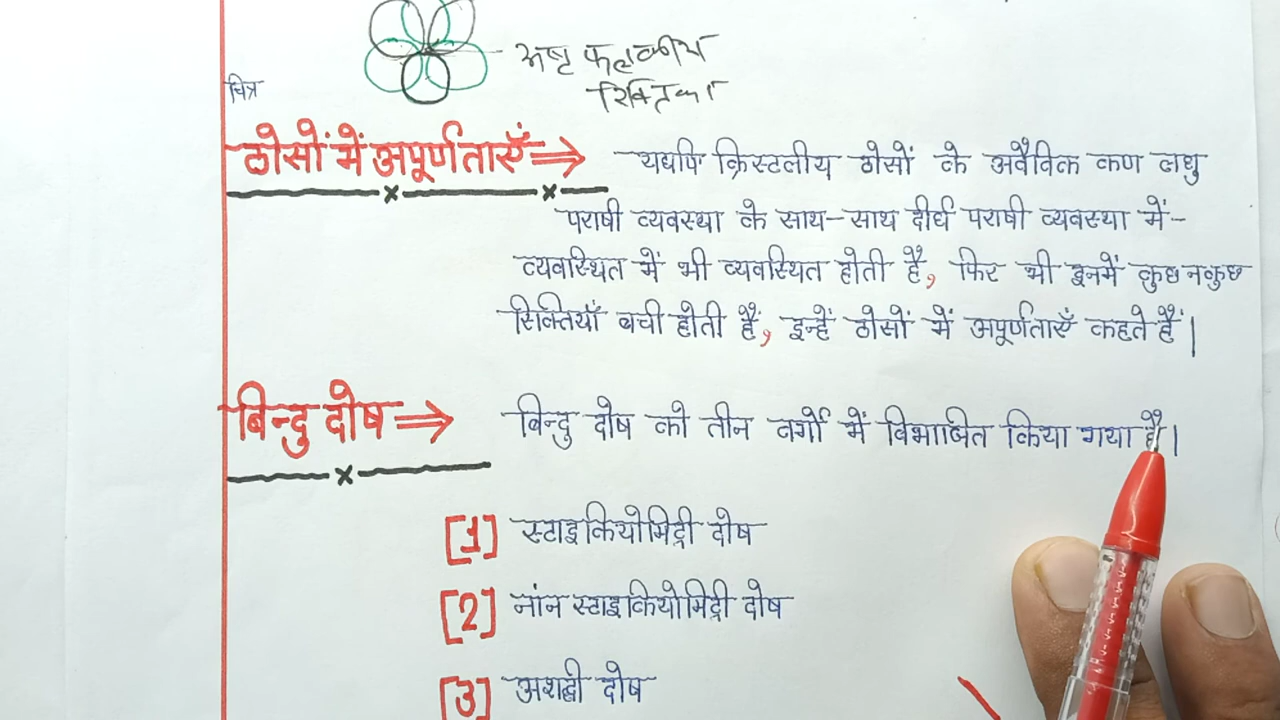 अष्ट फलकीय
रिक्तिका
चित्र
ठोसों में अपूर्णताएँ ⇒ यद्यपि क्रिस्टलीय ठोसों के अवैविक कण लघु
पराषी व्यवस्था के साथ-साथ दीर्घ पराषी व्यवस्था में-
व्यवस्थित में भी व्यवस्थित होती है, फिर भी इनमें कुछ न कुछ
रिक्तियाँ बची होती हैं, इन्हें ठोसों में अपूर्णताएँ कहते हैं|
बिन्दु दोष ⇒ बिन्दु दोष को तीन वर्गों में विभाजित किया गया है|
[1] स्टाइकियोमिट्री दोष
[2] नांन स्टाइकियोमिट्री दोष
[3] अशद्धी दोष